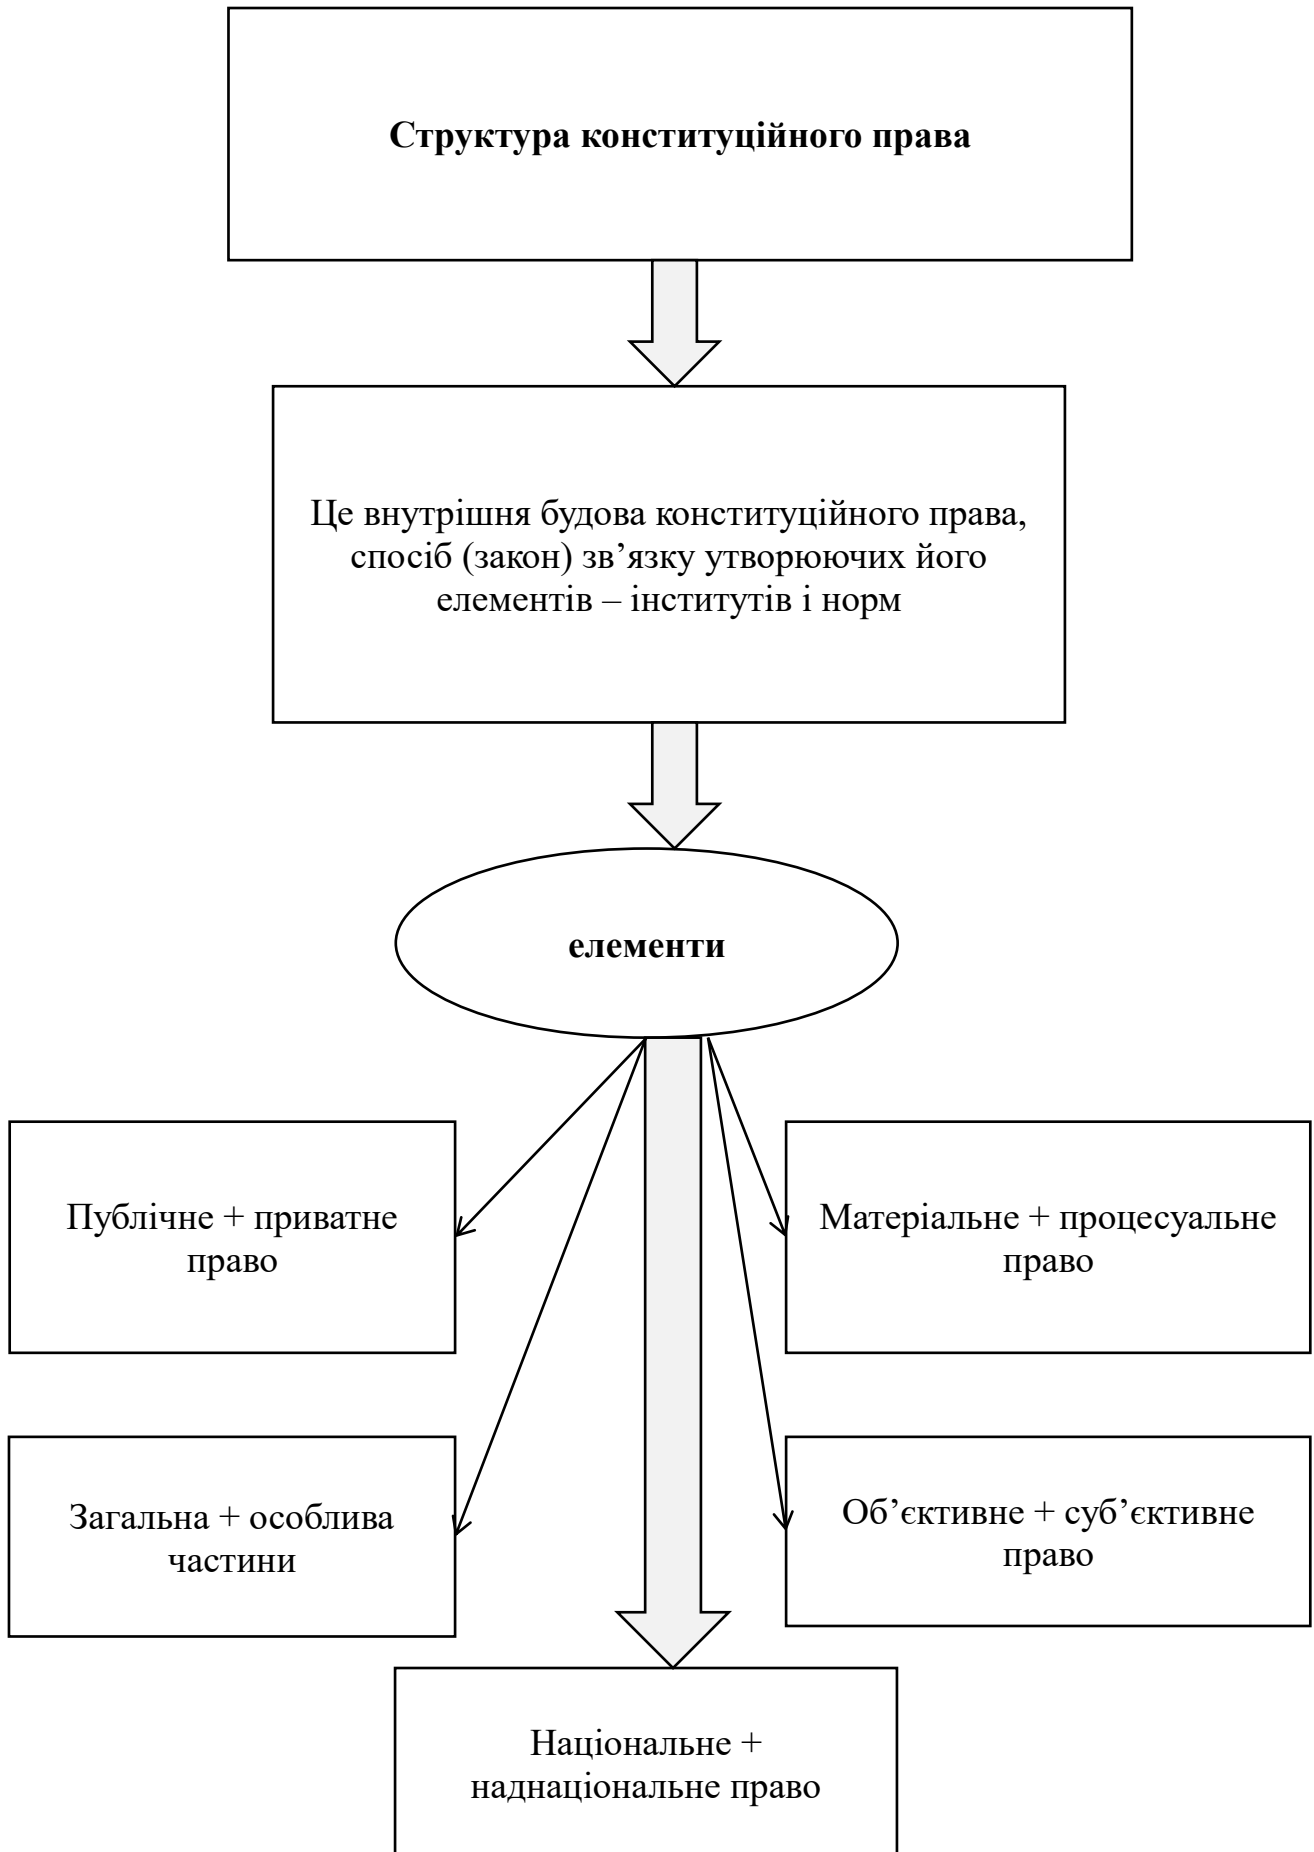 Структура конституційного права
Це внутрішня будова конституційного права,
спосіб (закон) зв’язку утворюючих його
елементів – інститутів і норм
елементи
Публічне + приватне
право
Матеріальне + процесуальне
право
Загальна + особлива
частини
Об’єктивне + суб’єктивне
право
Національне +
наднаціональне право